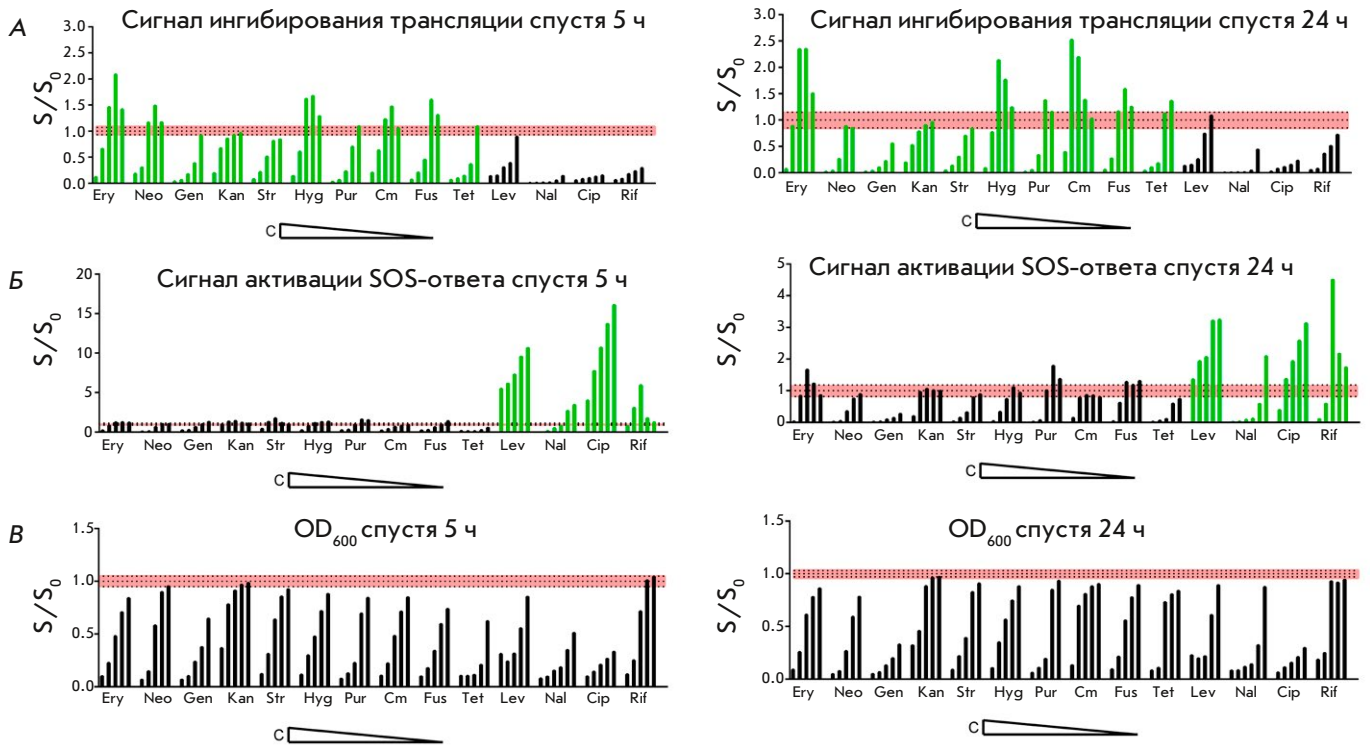 А
Сигнал ингибирования трансляции спустя 5 ч
Сигнал ингибирования трансляции спустя 24 ч
S/S0
3.0
2.5
2.0
1.5
1.0
0.5
0.0
Ery Neo Gen Kan Str Hyg Pur Cm Fus Tet Lev Nal Cip Rif
C
S/S0
3.0
2.5
2.0
1.5
1.0
0.5
0.0
Ery Neo Gen Kan Str Hyg Pur Cm Fus Tet Lev Nal Cip Rif
C
Б
Сигнал активации SOS-ответа спустя 5 ч
Сигнал активации SOS-ответа спустя 24 ч
S/S0
20
15
10
5
0
Ery Neo Gen Kan Str Hyg Pur Cm Fus Tet Lev Nal Cip Rif
C
S/S0
5
4
3
2
1
0
Ery Neo Gen Kan Str Hyg Pur Cm Fus Tet Lev Nal Cip Rif
C
В
OD600 спустя 5 ч
OD600 спустя 24 ч
S/S0
1.5
1.0
0.5
0.0
Ery Neo Gen Kan Str Hyg Pur Cm Fus Tet Lev Nal Cip Rif
C
S/S0
1.5
1.0
0.5
0.0
Ery Neo Gen Kan Str Hyg Pur Cm Fus Tet Lev Nal Cip Rif
C